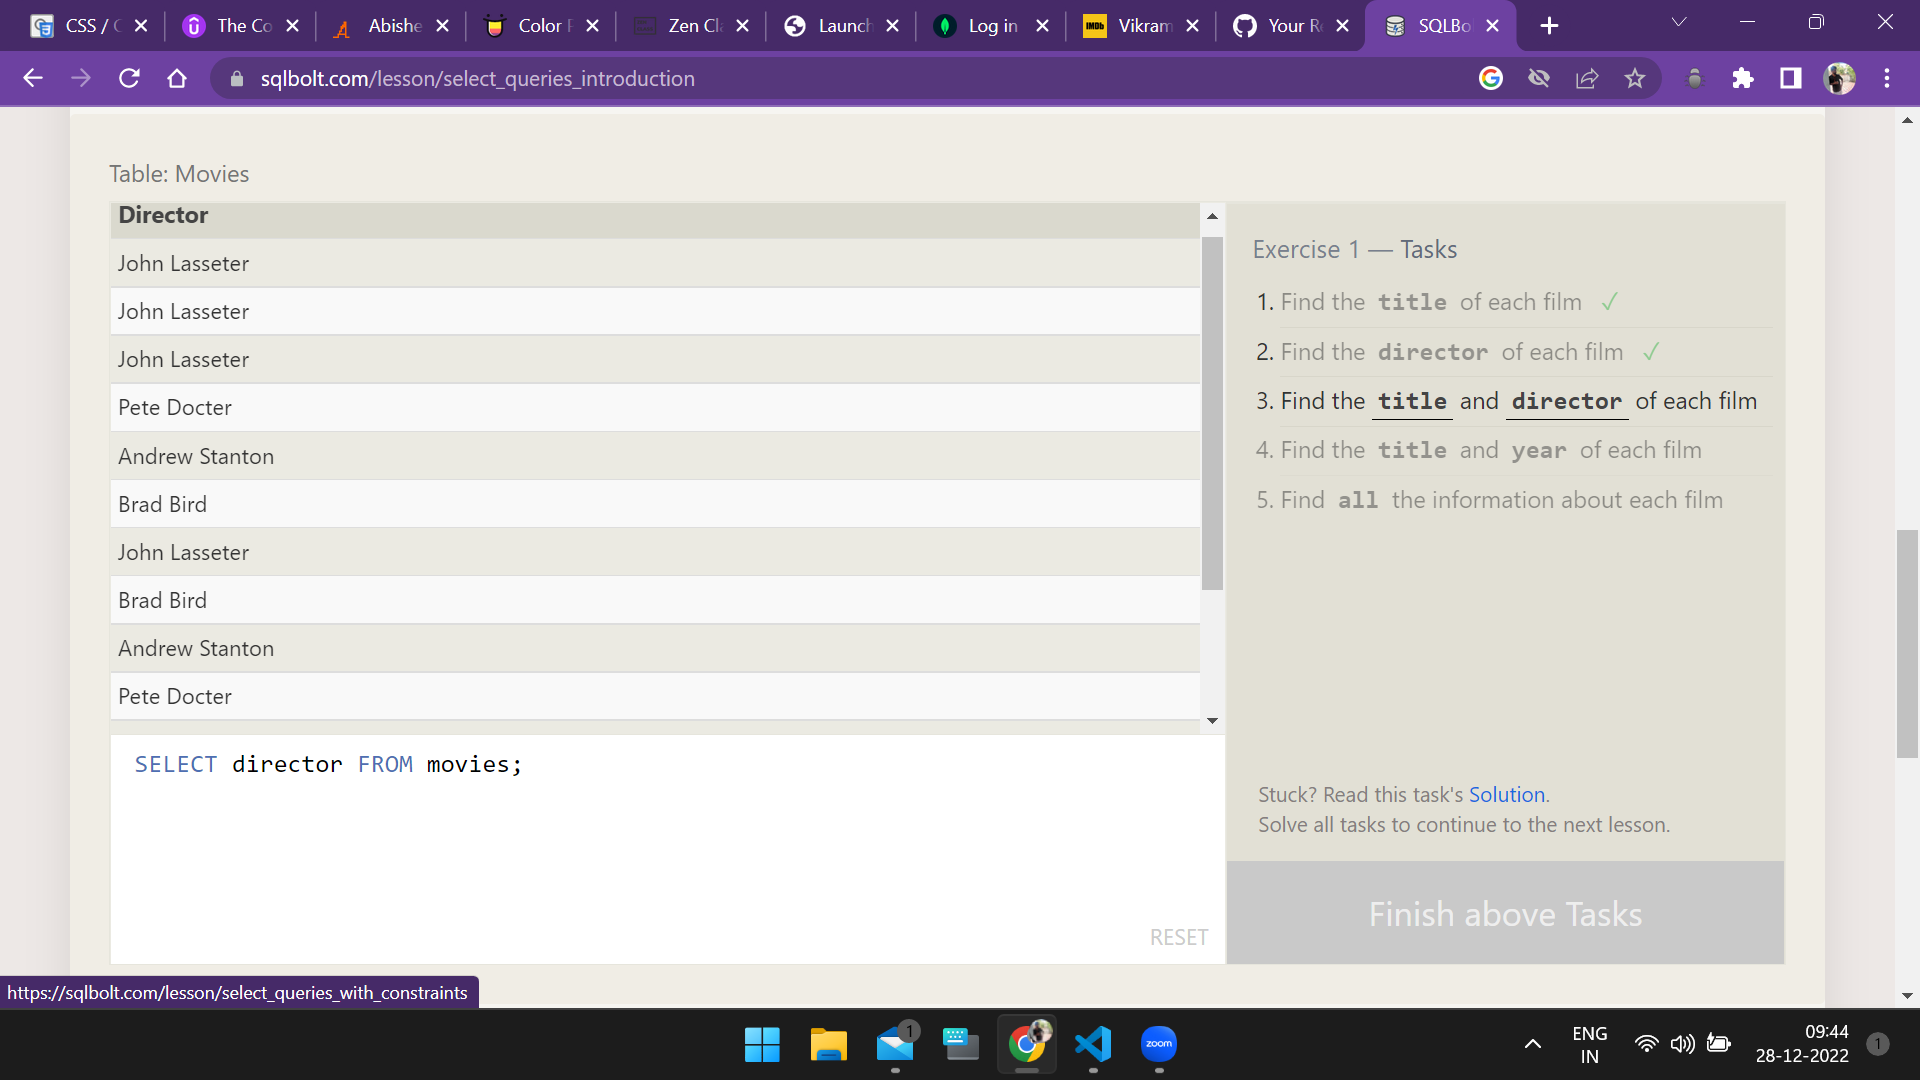 CSS / C
The Co
Abishe
Color F
Zen Cl
Launch
Log in
IMDb
Vikram
Your R
SQLBo
sqlbolt.com/lesson/select_queries_introduction
Table: Movies
Director
John Lasseter
John Lasseter
John Lasseter
Pete Docter
Andrew Stanton
Brad Bird
John Lasseter
Brad Bird
Andrew Stanton
Pete Docter
SELECT director FROM movies;
RESET
Exercise 1 — Tasks
1. Find the title of each film ✓
2. Find the director of each film ✓
3. Find the title and director of each film
4. Find the title and year of each film
5. Find all the information about each film
Stuck? Read this task's Solution.
Solve all tasks to continue to the next lesson.
Finish above Tasks
https://sqlbolt.com/lesson/select_queries_with_constraints
1
zoom
ENG
IN
09:44
28-12-2022
1